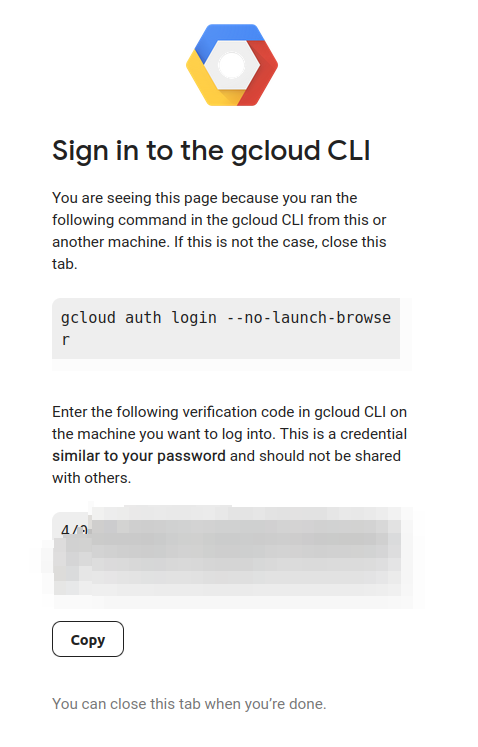 Sign in to the gcloud CLI
You are seeing this page because you ran the
following command in the gcloud CLI from this or
another machine. If this is not the case, close this
tab.
gcloud auth login --no-launch-browse
r
Enter the following verification code in gcloud CLI on
the machine you want to log into. This is a credential
similar to your password and should not be shared
with others.
4/0
Copy
You can close this tab when you’re done.